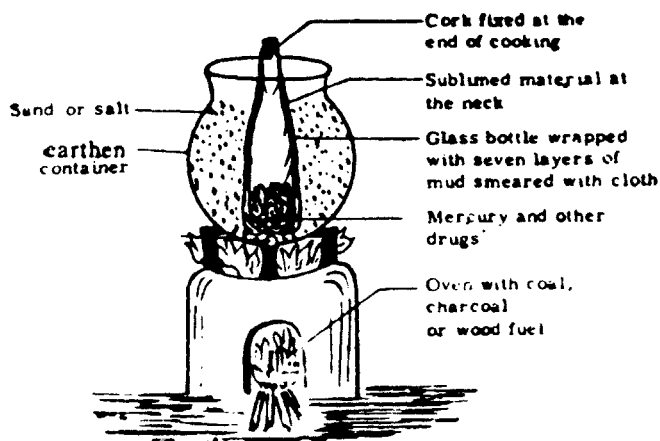 Cork fixed at the
end of cooking
Sublimed material at
the neck
Sand or salt
earthen
container
Glass bottle wrapped
with seven layers of
mud smeared with cloth
Mercury and other
drugs
Oven with coal,
charcoal
or wood fuel